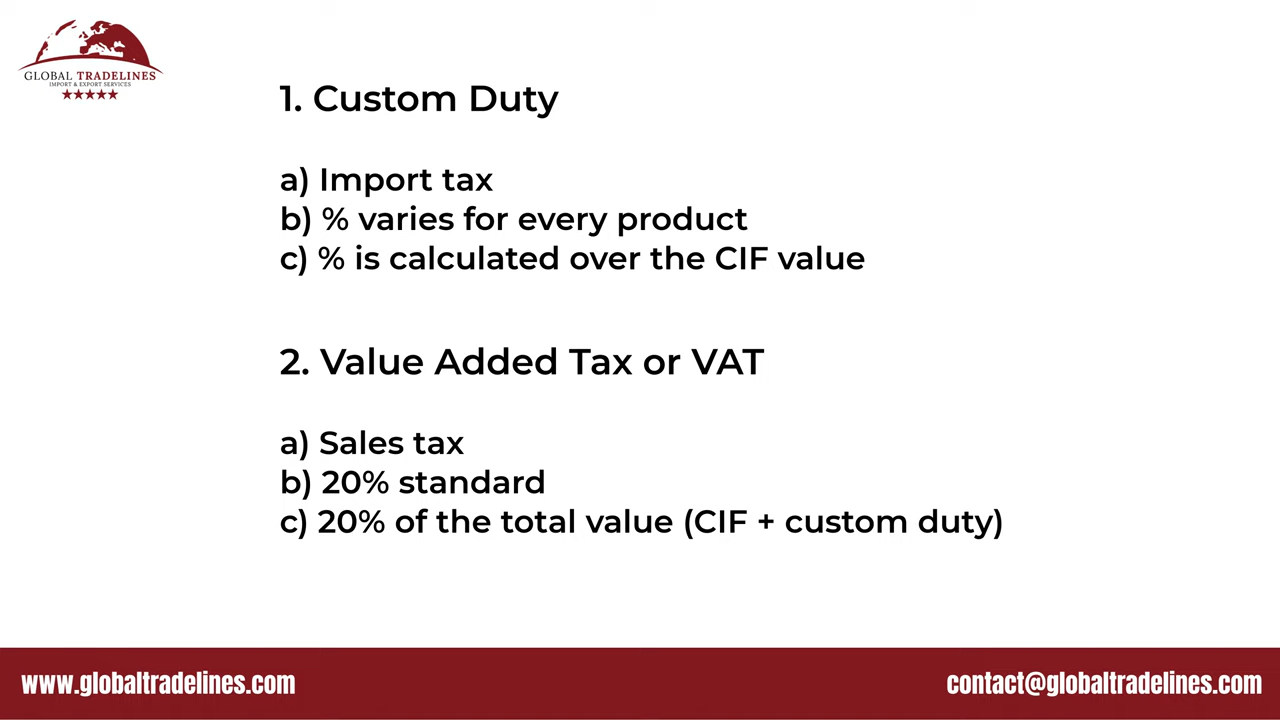 GLOBAL TRADELINES
IMPORT & EXPORT SERVICES
1. Custom Duty
a) Import tax
b) % varies for every product
c) % is calculated over the CIF value
2. Value Added Tax or VAT
a) Sales tax
b) 20% standard
c) 20% of the total value (CIF + custom duty)
www.globaltradelines.com
contact@globaltradelines.com